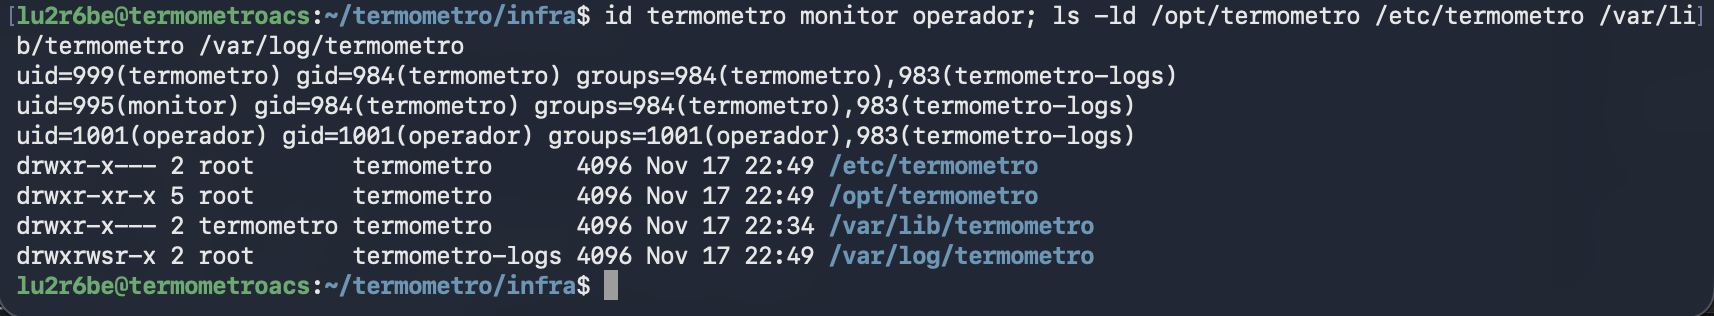 [lu2r6be@termometroacs:~/termometro/infra$ id termometro monitor operador; ls -ld /opt/termometro /etc/termometro /var/li]
b/termometro /var/log/termometro
uid=999(termometro) gid=984(termometro) groups=984(termometro),983(termometro-logs)
uid=995(monitor) gid=984(termometro) groups=984(termometro),983(termometro-logs)
uid=1001(operador) gid=1001(operador) groups=1001(operador),983(termometro-logs)
drwxr-x--- 2 root       termometro      4096 Nov 17 22:49 /etc/termometro
drwxr-xr-x 5 root       termometro      4096 Nov 17 22:49 /opt/termometro
drwxr-x--- 2 termometro termometro      4096 Nov 17 22:34 /var/lib/termometro
drwxrwsr-x 2 root       termometro-logs 4096 Nov 17 22:49 /var/log/termometro
lu2r6be@termometroacs:~/termometro/infra$